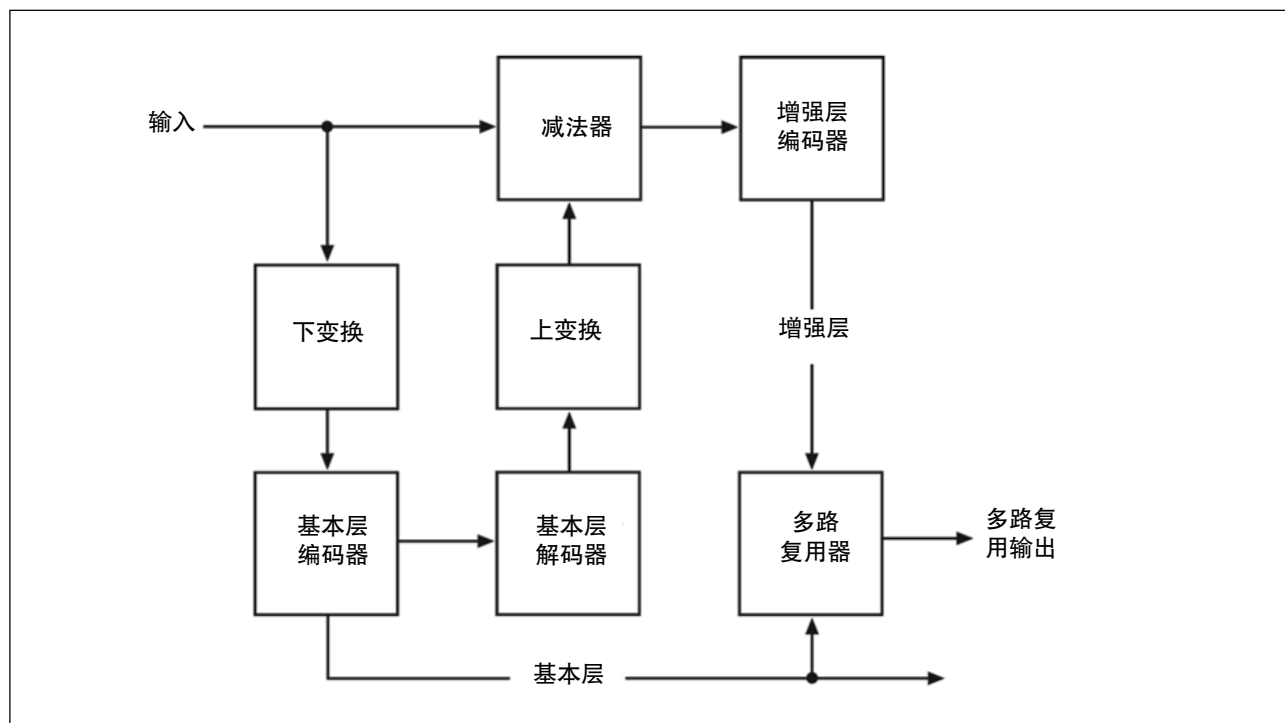 输入
减法器
增强层
编码器
下变换
上变换
增强层
基本层
编码器
基本层
解码器
多路
复用器
多路复
用输出
基本层